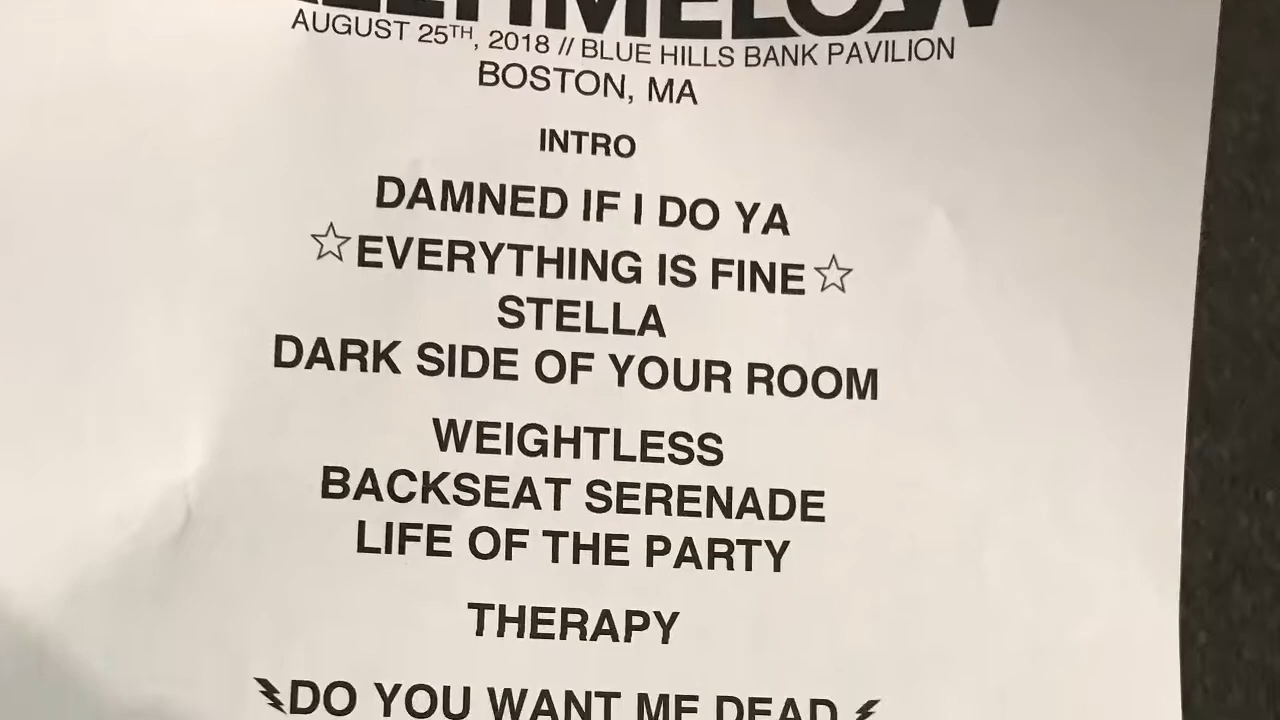 ALLTIMELOW
AUGUST 25TH, 2018 // BLUE HILLS BANK PAVILION
BOSTON, MA
INTRO
DAMNED IF I DO YA
☆EVERYTHING IS FINE☆
STELLA
DARK SIDE OF YOUR ROOM
WEIGHTLESS
BACKSEAT SERENADE
LIFE OF THE PARTY
THERAPY
DO YOU WANT ME DEAD